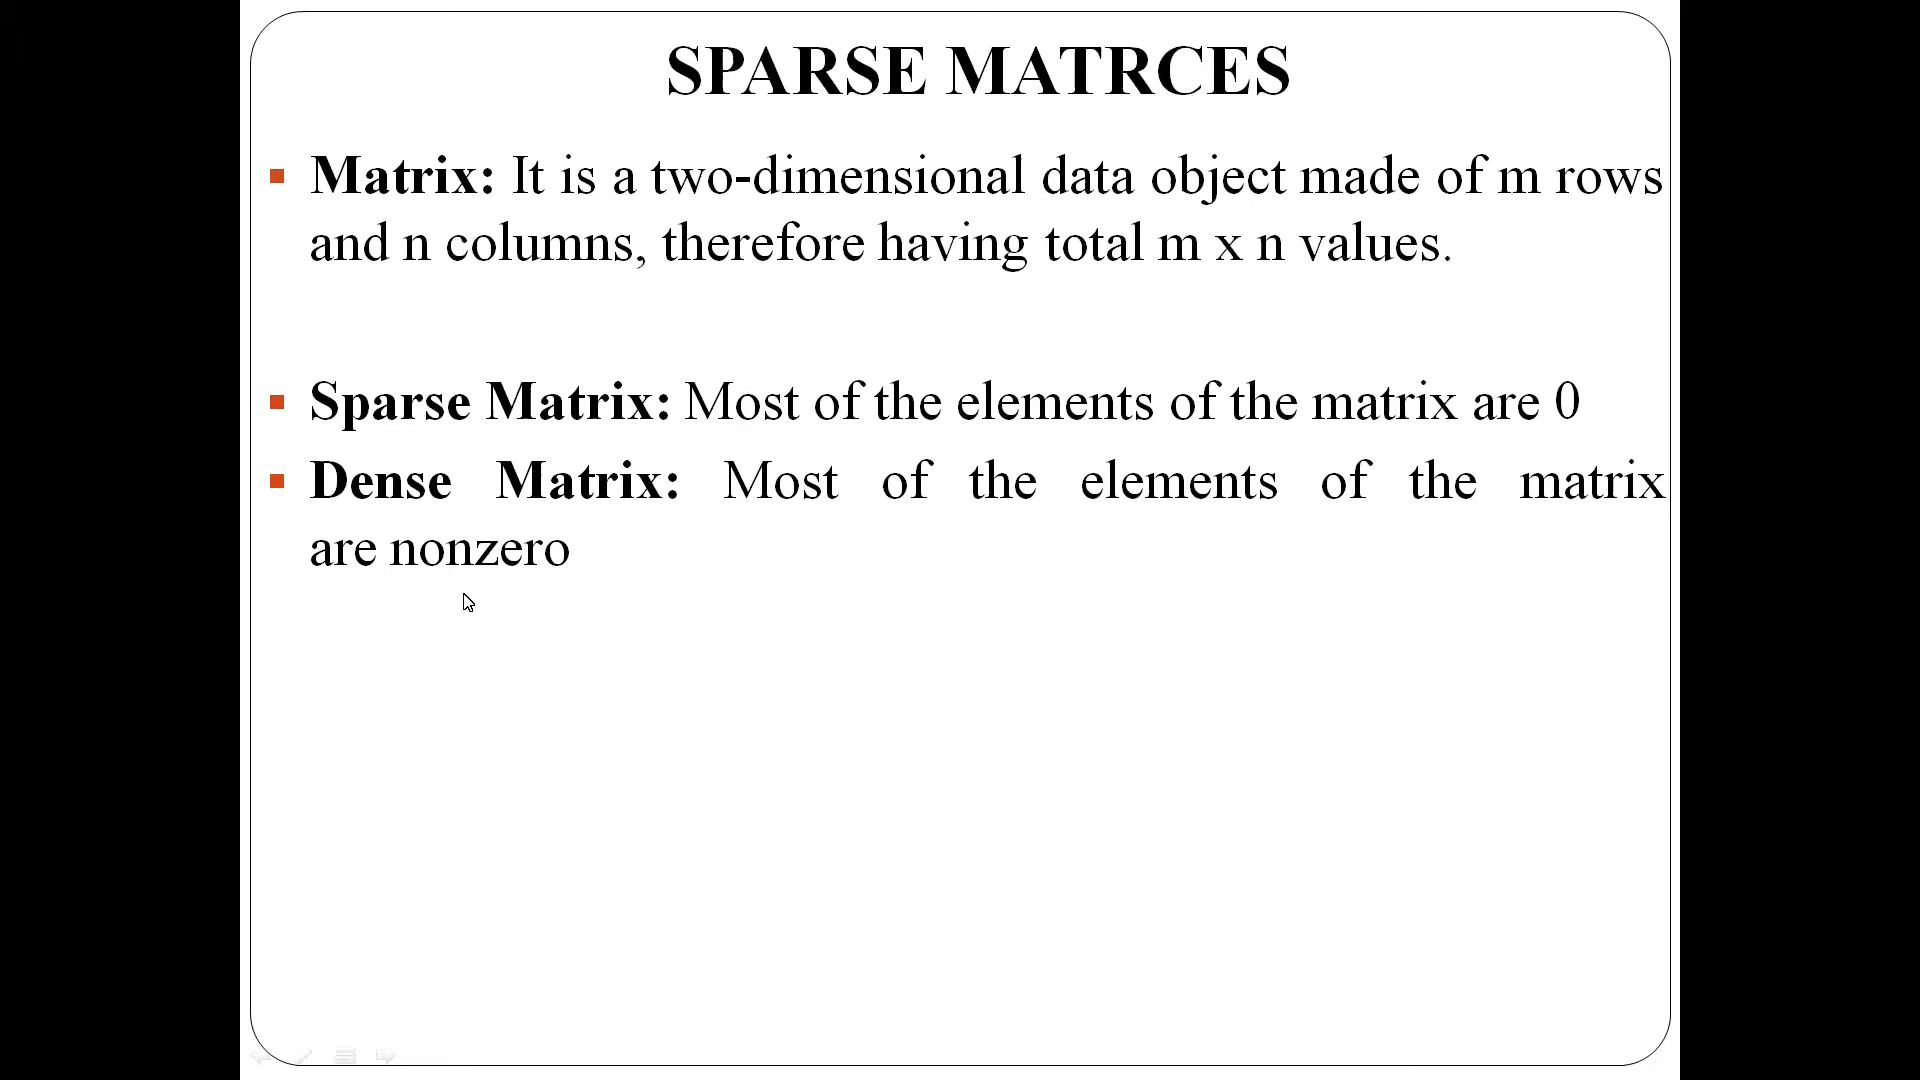 SPARSE MATRCES
Matrix: It is a two-dimensional data object made of m rows
and n columns, therefore having total m x n values.
Sparse Matrix: Most of the elements of the matrix are 0
Dense Matrix: Most of the elements of the matrix
are nonzero